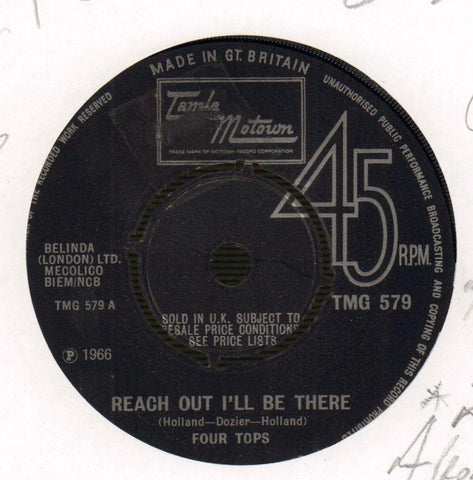 MADE IN GT. BRITAIN
UNAUTHORISED PUBLIC PERFORMANCE BROADCASTING AND COPYING OF THIS RECORD PROHIBITED
OF THE RECORDED WORK RESERVED
Tamla
Motown
TRADE MARK OF MOTOWN RECORD CORPORATION
45
R.P.M.
BELINDA
(LONDON) LTD.
MECOLICO
BIEM/NCB
TMG 579 A
TMG 579
SOLD IN U.K. SUBJECT TO
RESALE PRICE CONDITIONS
SEE PRICE LISTS
℗ 1966
REACH OUT I'LL BE THERE
(Holland—Dozier—Holland)
FOUR TOPS